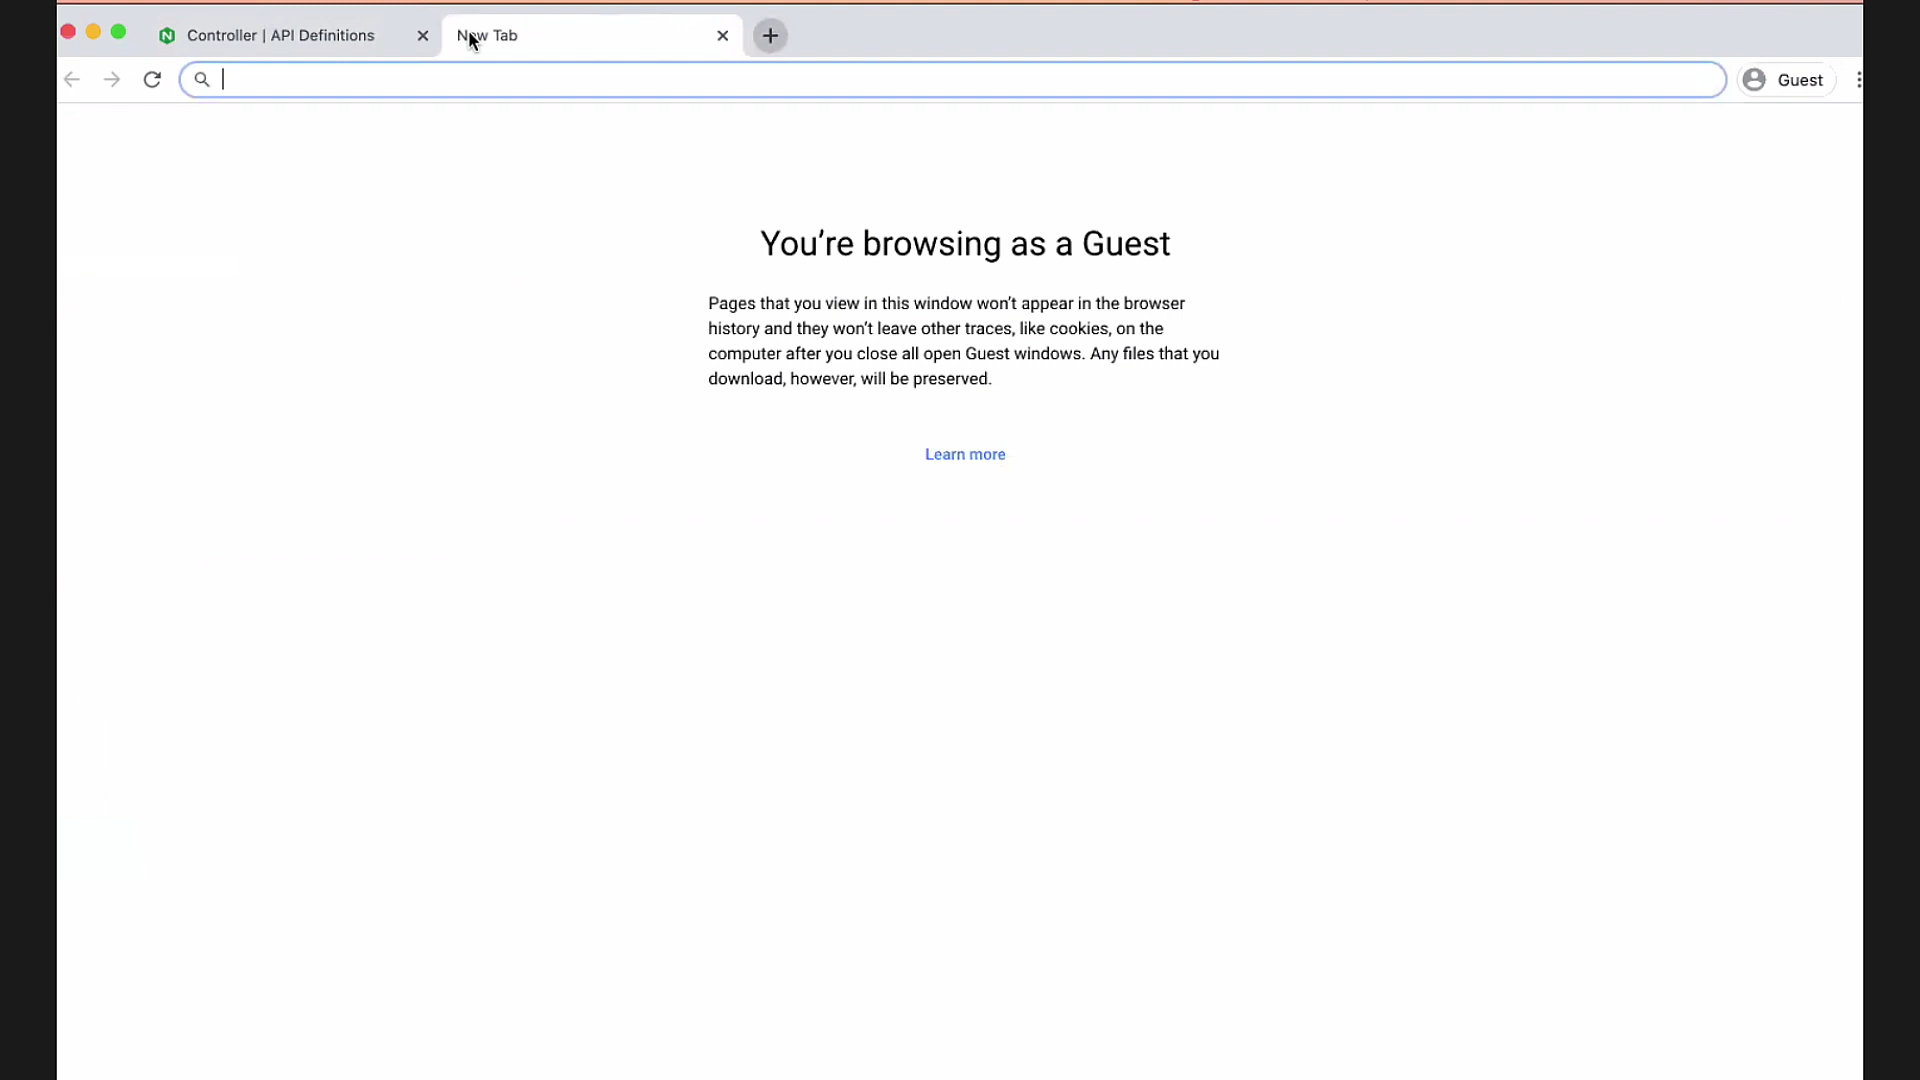 Controller | API Definitions
New Tab
Guest
You’re browsing as a Guest
Pages that you view in this window won’t appear in the browser
history and they won’t leave other traces, like cookies, on the
computer after you close all open Guest windows. Any files that you
download, however, will be preserved.
Learn more